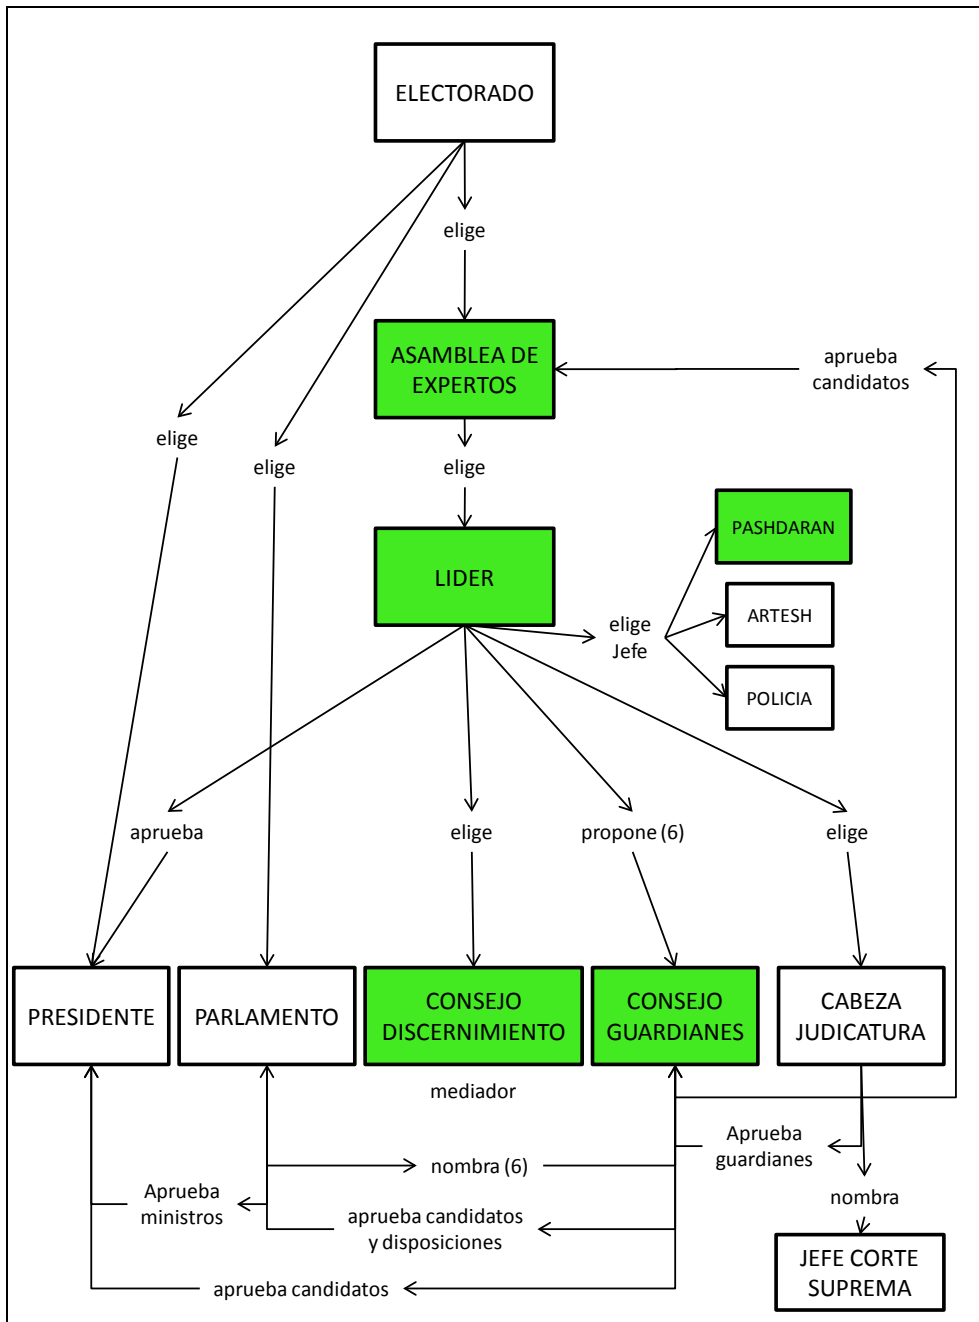 ELECTORADO
elige
ASAMBLEA DE
EXPERTOS
aprueba
candidatos
elige
elige
elige
PASHDARAN
LIDER
ARTESH
elige
Jefe
POLICIA
aprueba
elige
propone (6)
elige
PRESIDENTE
PARLAMENTO
CONSEJO
DISCERNIMIENTO
CONSEJO
GUARDIANES
CABEZA
JUDICATURA
mediador
Aprueba
guardianes
nombra (6)
Aprueba
ministros
nombra
aprueba candidatos
y disposiciones
JEFE CORTE
SUPREMA
aprueba candidatos